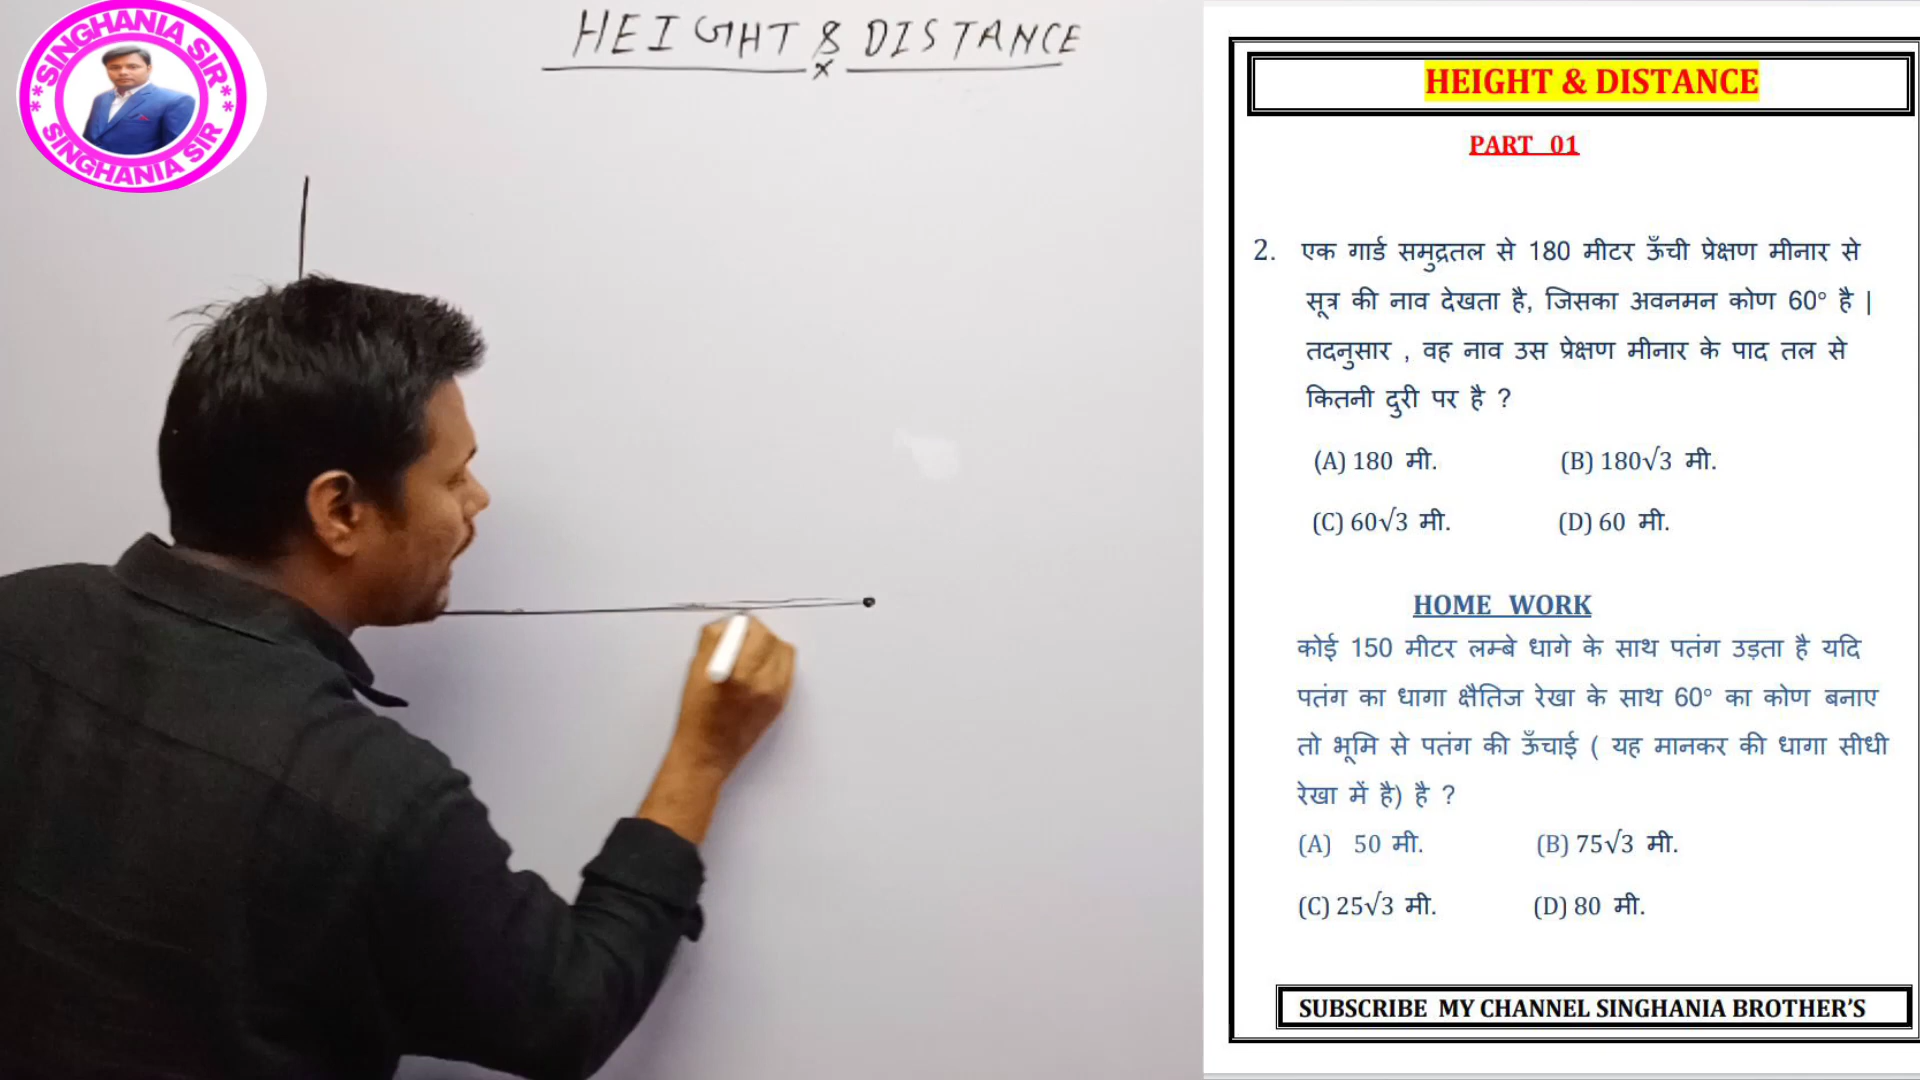 **SINGHANIA SIR**
SINGHANIA SIR
HEIGHT & DISTANCE
x
HEIGHT & DISTANCE
PART 01
2. एक गार्ड समुद्रतल से 180 मीटर ऊँची प्रेक्षण मीनार से
सूत्र की नाव देखता है, जिसका अवनमन कोण 60° है |
तदनुसार , वह नाव उस प्रेक्षण मीनार के पाद तल से
कितनी दुरी पर है ?
(A) 180 मी. (B) 180√3 मी.
(C) 60√3 मी. (D) 60 मी.
HOME WORK
कोई 150 मीटर लम्बे धागे के साथ पतंग उड़ता है यदि
पतंग का धागा क्षैतिज रेखा के साथ 60° का कोण बनाए
तो भूमि से पतंग की ऊँचाई ( यह मानकर की धागा सीधी
रेखा में है) है ?
(A) 50 मी. (B) 75√3 मी.
(C) 25√3 मी. (D) 80 मी.
SUBSCRIBE MY CHANNEL SINGHANIA BROTHER'S